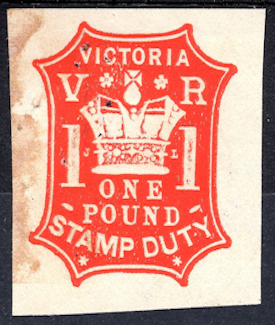 VICTORIA
V R
1 1
S L
ONE
POUND
STAMP DUTY